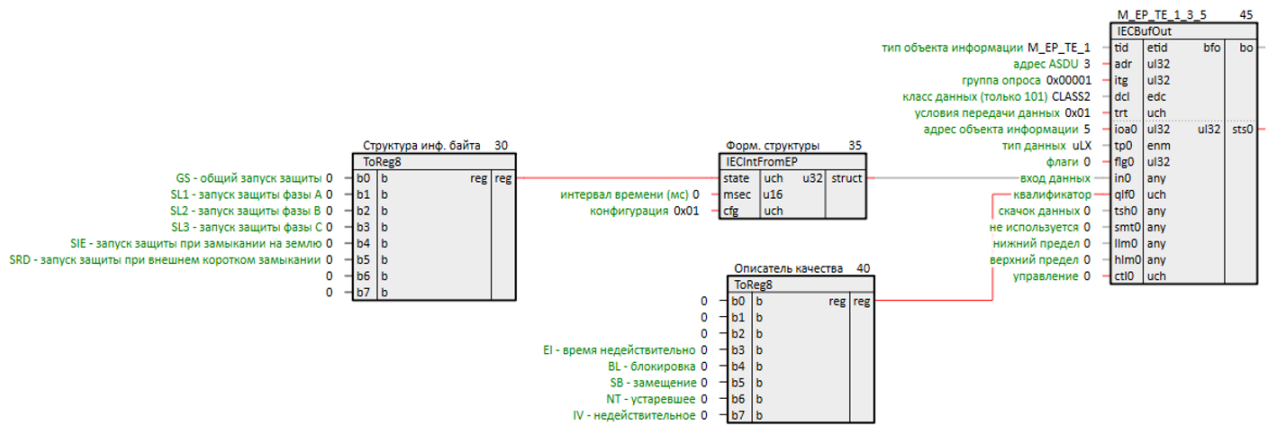 Структура инф. байта 30
ToReg8
GS - общий запуск защиты 0 b0 b reg reg
SL1 - запуск защиты фазы A 0 b1 b
SL2 - запуск защиты фазы B 0 b2 b
SL3 - запуск защиты фазы C 0 b3 b
SIE - запуск защиты при замыкании на землю 0 b4 b
SRD - запуск защиты при внешнем коротком замыкании 0 b5 b
0 b6 b
0 b7 b
Форм. структуры 35
IECIntFromEP
state uch u32 struct
интервал времени (мс) 0 msec u16
конфигурация 0x01 cfg uch
Описатель качества 40
ToReg8
0 b0 b reg reg
0 b1 b
0 b2 b
EI - время недействительно 0 b3 b
BL - блокировка 0 b4 b
SB - замещение 0 b5 b
NT - устаревшее 0 b6 b
IV - недействительное 0 b7 b
M_EP_TE_1_3_5 45
IECBufOut
тип объекта информации M_EP_TE_1 tid etid bfo bo
адрес ASDU 3 adr ul32
группа опроса 0x00001 itg ul32
класс данных (только 101) CLASS2 dcl edc
условия передачи данных 0x01 trt uch
адрес объекта информации 5 ioa0 ul32 ul32 sts0
тип данных uLX tp0 enm
флаги 0 flg0 ul32
вход данных in0 any
квалификатор qlf0 uch
скачок данных 0 tsh0 any
не используется 0 smt0 any
нижний предел 0 llm0 any
верхний предел 0 hlm0 any
управление 0 ctl0 uch